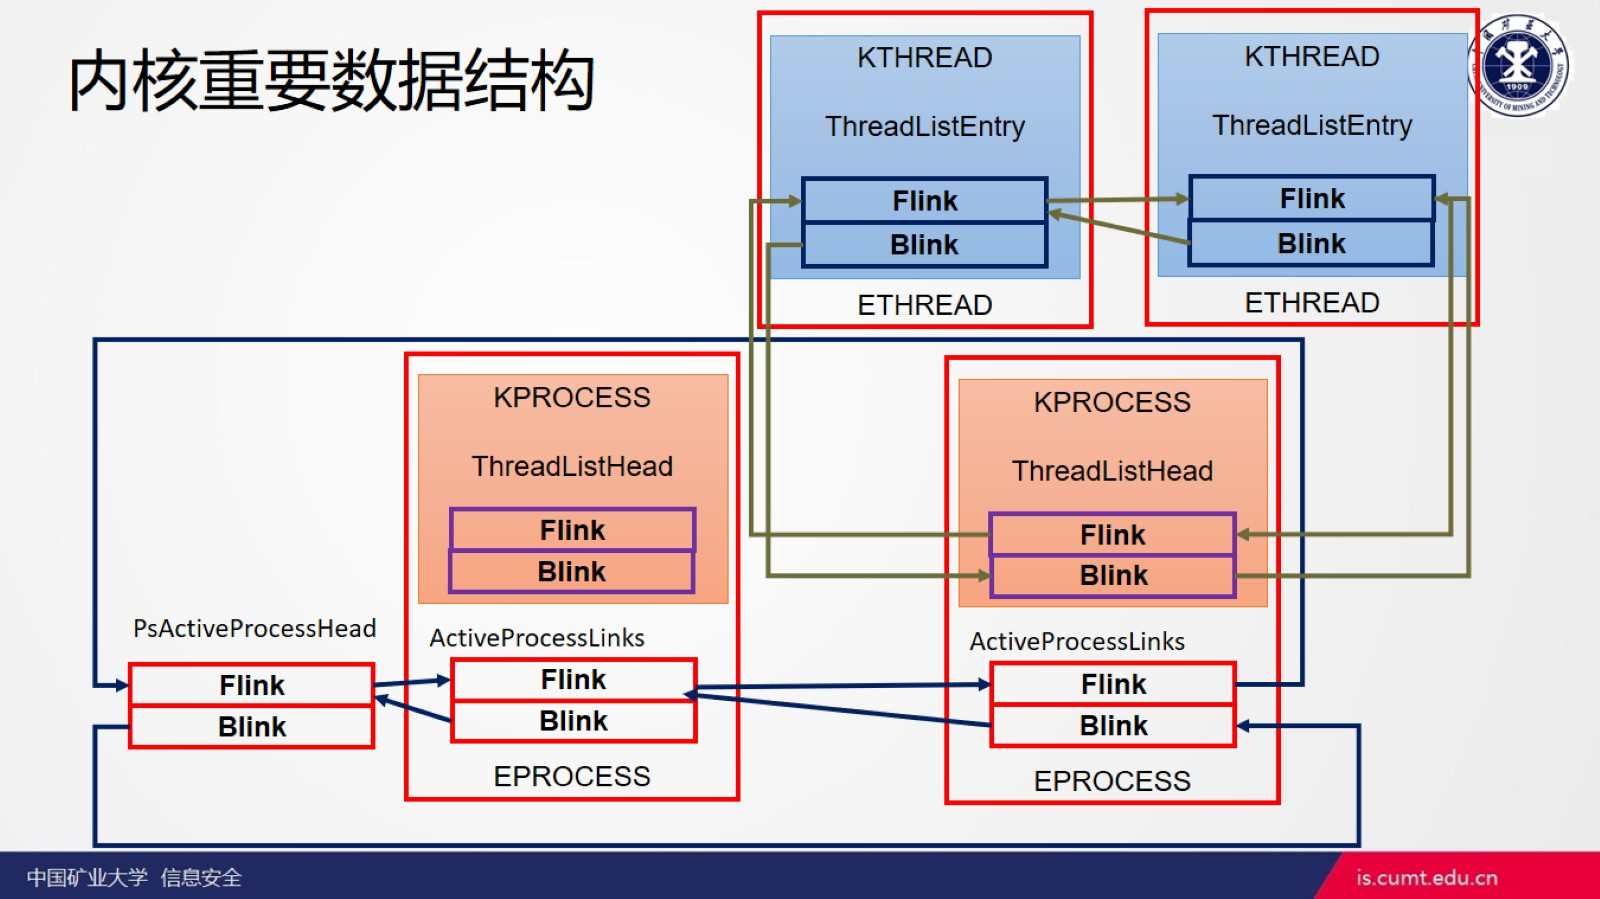 内核重要数据结构
KTHREAD
ThreadListEntry
Flink
Blink
ETHREAD
KTHREAD
ThreadListEntry
Flink
Blink
ETHREAD
1909
KPROCESS
ThreadListHead
Flink
Blink
ActiveProcessLinks
Flink
Blink
EPROCESS
KPROCESS
ThreadListHead
Flink
Blink
ActiveProcessLinks
Flink
Blink
EPROCESS
PsActiveProcessHead
Flink
Blink
中国矿业大学 信息安全
is.cumt.edu.cn